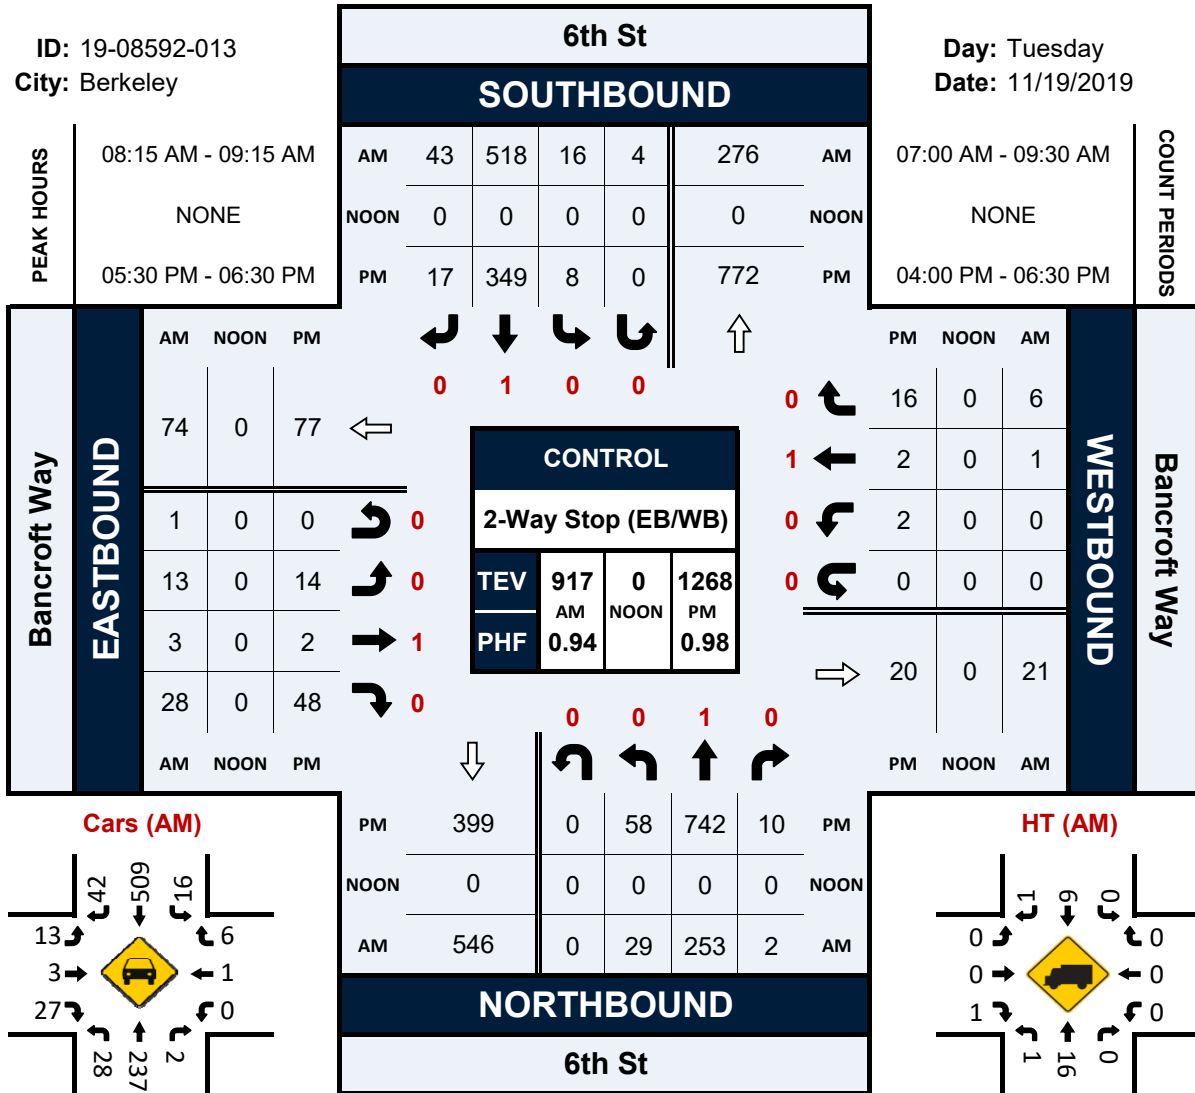 ID: 19-08592-013
City: Berkeley
6th St
SOUTHBOUND
Day: Tuesday
Date: 11/19/2019
PEAK HOURS
08:15 AM - 09:15 AM
NONE
05:30 PM - 06:30 PM
AM 43 518 16 4 276 AM
NOON 0 0 0 0 0 NOON
PM 17 349 8 0 772 PM
07:00 AM - 09:30 AM
NONE
04:00 PM - 06:30 PM
COUNT PERIODS
0 1 0 0
Bancroft Way
EASTBOUND
AM NOON PM
74 0 77
1 0 0 0
13 0 14 0
3 0 2 1
28 0 48 0
AM NOON PM
CONTROL
2-Way Stop (EB/WB)
TEV 917 0 1268
AM NOON PM
PHF 0.94 0.98
PM NOON AM
0 16 0 6
1 2 0 1
0 2 0 0
0 0 0 0
20 0 21
PM NOON AM
WESTBOUND
Bancroft Way
0 0 1 0
PM 399 0 58 742 10 PM
NOON 0 0 0 0 0 NOON
AM 546 0 29 253 2 AM
NORTHBOUND
6th St
Cars (AM)
42 509 16
13 6
3 1
27 0
28 237 2
HT (AM)
1 9 0
0 0
0 0
1 0
1 16 0